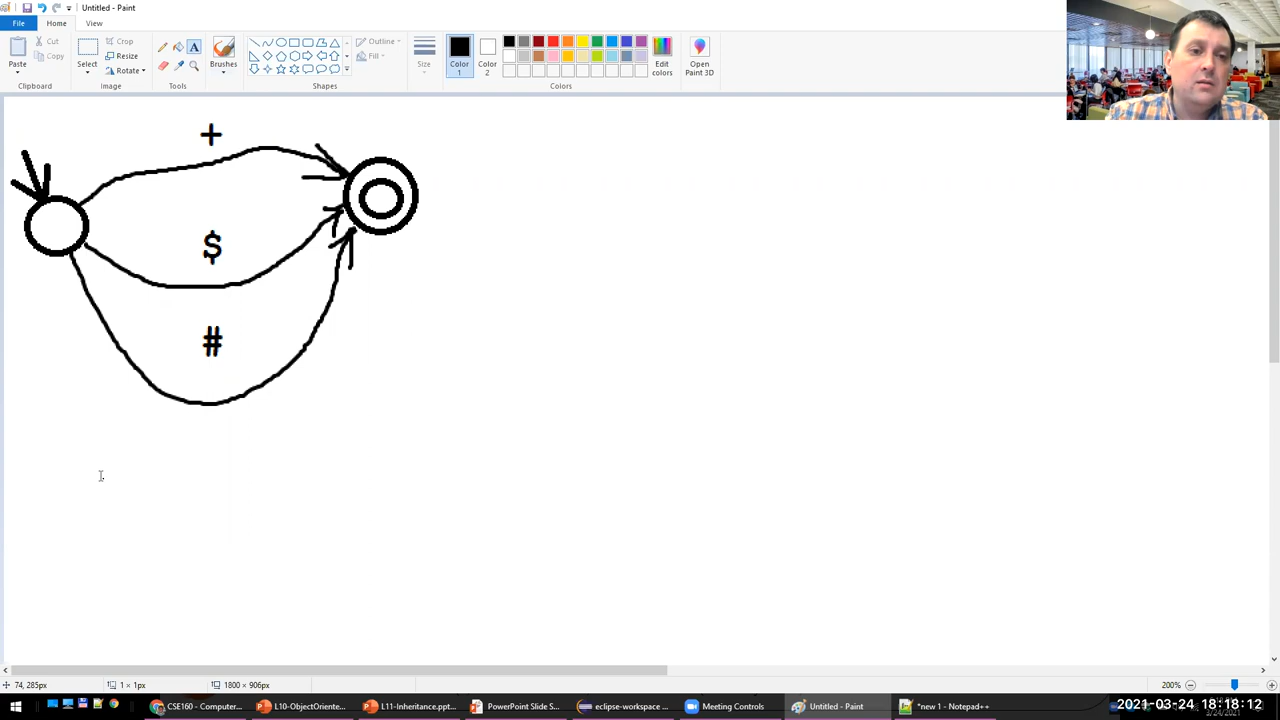 Untitled - Paint
File
Home
View
Paste
Cut
Copy
Clipboard
Select
Crop
Resize
Rotate
Image
Tools
A
Brushes
Shapes
Outline
Fill
Size
Color
1
Color
2
Colors
Edit
colors
Open
Paint 3D
+
$
#
74, 285px
1 × 1px
1800 × 906px
200%
CSE160 - Computer...
L10-ObjectOriente...
L11-Inheritance.ppt...
PowerPoint Slide S...
eclipse-workspace ...
Meeting Controls
Untitled - Paint
*new 1 - Notepad++
2021-03-24 18:18:12